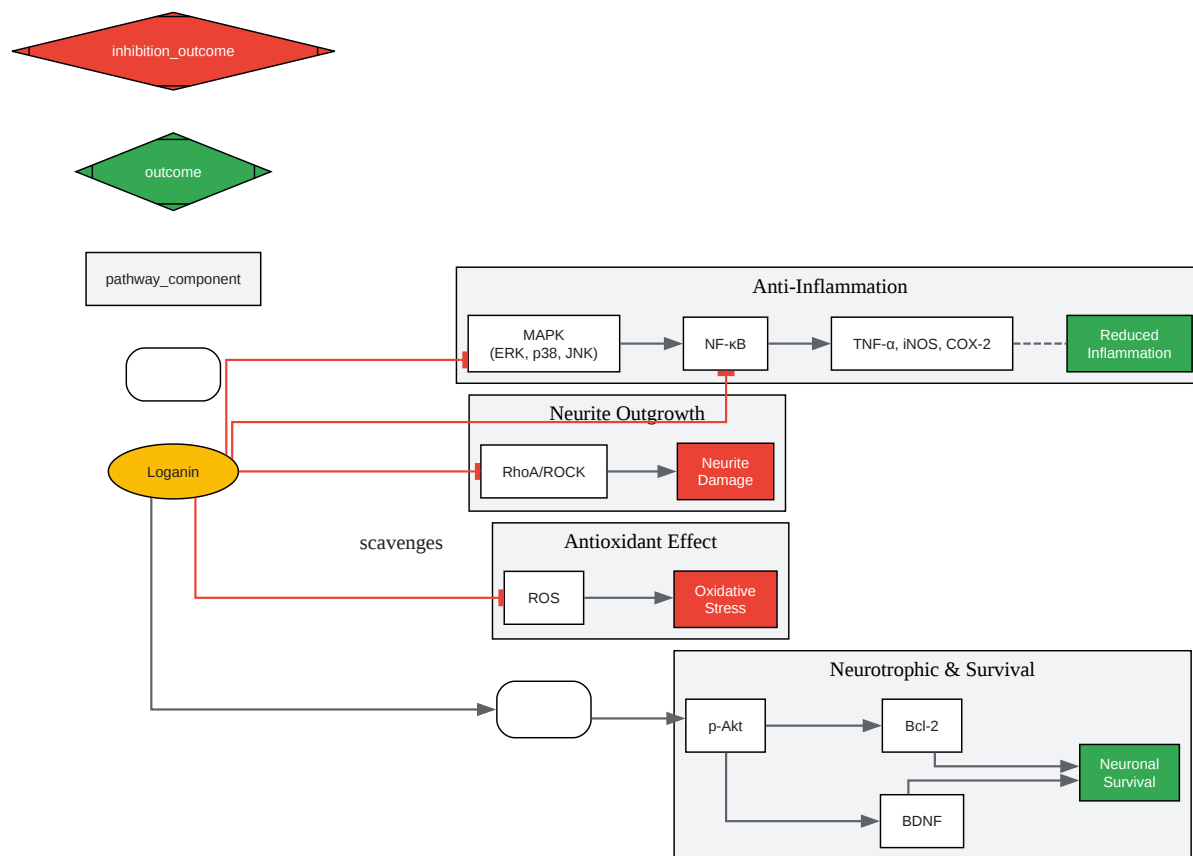 inhibition_outcome
outcome
pathway_component
Anti-Inflammation
MAPK
(ERK, p38, JNK)
NF-κB
TNF-α, iNOS, COX-2
Reduced
Inflammation
Neurite Outgrowth
Loganin
RhoA/ROCK
Neurite
Damage
scavenges
Antioxidant Effect
ROS
Oxidative
Stress
Neurotrophic & Survival
p-Akt
Bcl-2
Neuronal
Survival
BDNF